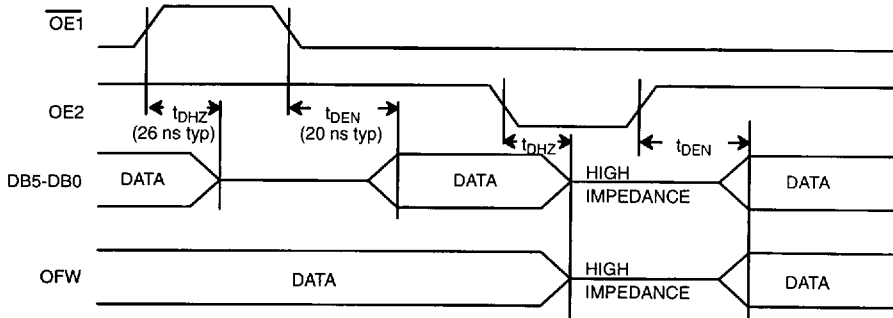 OE1
OE2
tDHZ
(26 ns typ)
tDEN
(20 ns typ)
tDHZ
tDEN
DB5-DB0
DATA
DATA
HIGH
IMPEDANCE
DATA
OFW
DATA
HIGH
IMPEDANCE
DATA